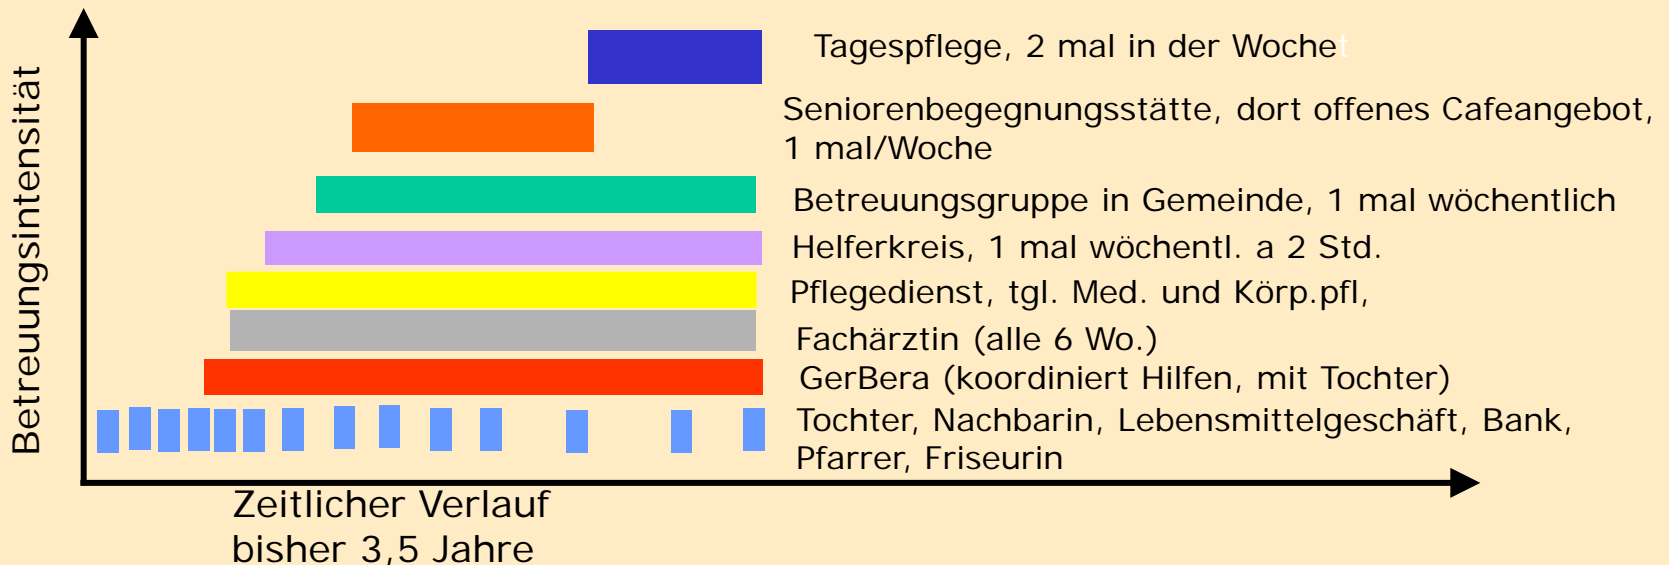 Betreuungsintensität
Tagespflege, 2 mal in der Wochet
Seniorenbegegnungsstätte, dort offenes Cafeangebot,
1 mal/Woche
Betreuungsgruppe in Gemeinde, 1 mal wöchentlich
Helferkreis, 1 mal wöchentl. a 2 Std.
Pflegedienst, tgl. Med. und Körp.pfl,
Fachärztin (alle 6 Wo.)
GerBera (koordiniert Hilfen, mit Tochter)
Tochter, Nachbarin, Lebensmittelgeschäft, Bank,
Pfarrer, Friseurin
Zeitlicher Verlauf
bisher 3,5 Jahre